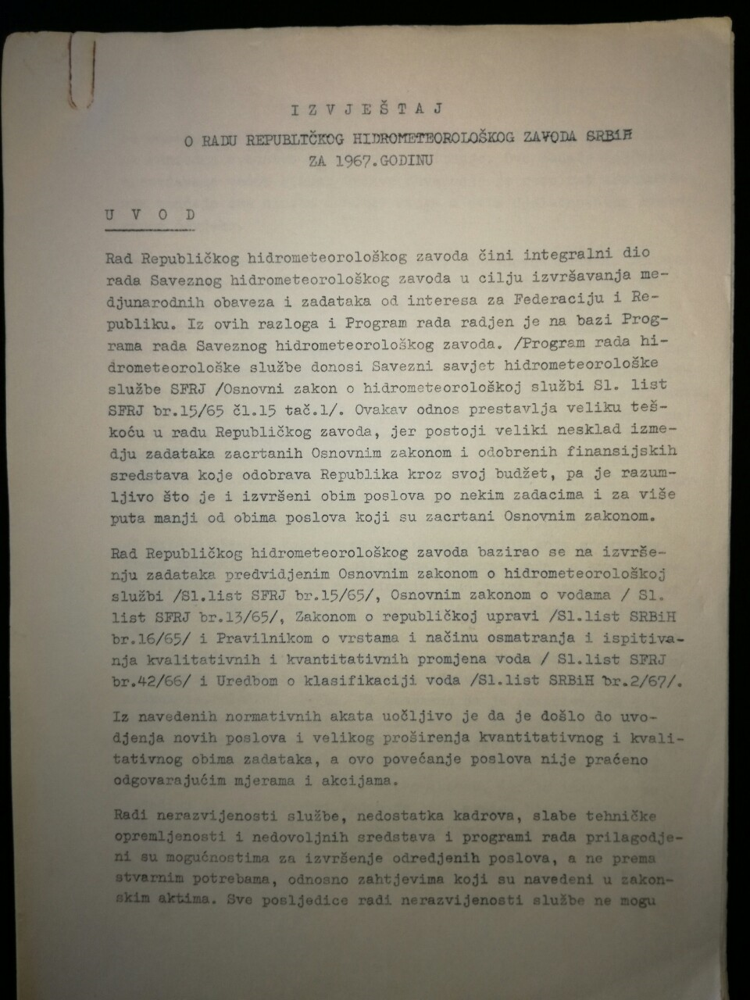 I Z V J E Š T A J
O RADU REPUBLIČKOG HIDROMETEOROLOŠKOG ZAVODA SRBiH
ZA 1967.GODINU
U V O D
Rad Republičkog hidrometeorološkog zavoda čini integralni dio
rada Saveznog hidrometeorološkog zavoda u cilju izvršavanja me-
djunarodnih obaveza i zadataka od interesa za Federaciju i Re-
publiku. Iz ovih razloga i Program rada radjen je na bazi Prog-
rama rada Saveznog hidrometeorološkog zavoda. /Program rada hi-
drometeorološke službe donosi Savezni savjet hidrometeorološke
službe SFRJ /Osnovni zakon o hidrometeorološkoj službi Sl. list
SFRJ br.15/65 čl.15 tač.1/. Ovakav odnos prestavlja veliku teš-
koću u radu Republičkog zavoda, jer postoji veliki nesklad izme-
dju zadataka zacrtanih Osnovnim zakonom i odobrenih finansijskih
sredstava koje odobrava Republika kroz svoj budžet, pa je razum-
ljivo što je i izvršeni obim poslova po nekim zadacima i za više
puta manji od obima poslova koji su zacrtani Osnovnim zakonom.
Rad Republičkog hidrometeorološkog zavoda bazirao se na izvrše-
nju zadataka predvidjenim Osnovnim zakonom o hidrometeorološkoj
službi /Sl.list SFRJ br.15/65/, Osnovnim zakonom o vodama / Sl.
list SFRJ br.13/65/, Zakonom o republičkoj upravi /Sl.list SRBiH
br.16/65/ i Pravilnikom o vrstama i načinu osmatranja i ispitiva-
nja kvalitativnih i kvantitativnih promjena voda / Sl.list SFRJ
br.42/66/ i Uredbom o klasifikaciji voda /Sl.list SRBiH br.2/67/.
Iz navedenih normativnih akata uočljivo je da je došlo do uvo-
djenja novih poslova i velikog proširenja kvantitativnog i kvali-
tativnog obima zadataka, a ovo povećanje poslova nije praćeno
odgovarajućim mjerama i akcijama.
Radi nerazvijenosti službe, nedostatka kadrova, slabe tehničke
opremljenosti i nedovoljnih sredstava i programi rada prilagodje-
ni su mogućnostima za izvršenje odredjenih poslova, a ne prema
stvarnim potrebama, odnosno zahtjevima koji su navedeni u zakon-
skim aktima. Sve posljedice radi nerazvijenosti službe ne mogu